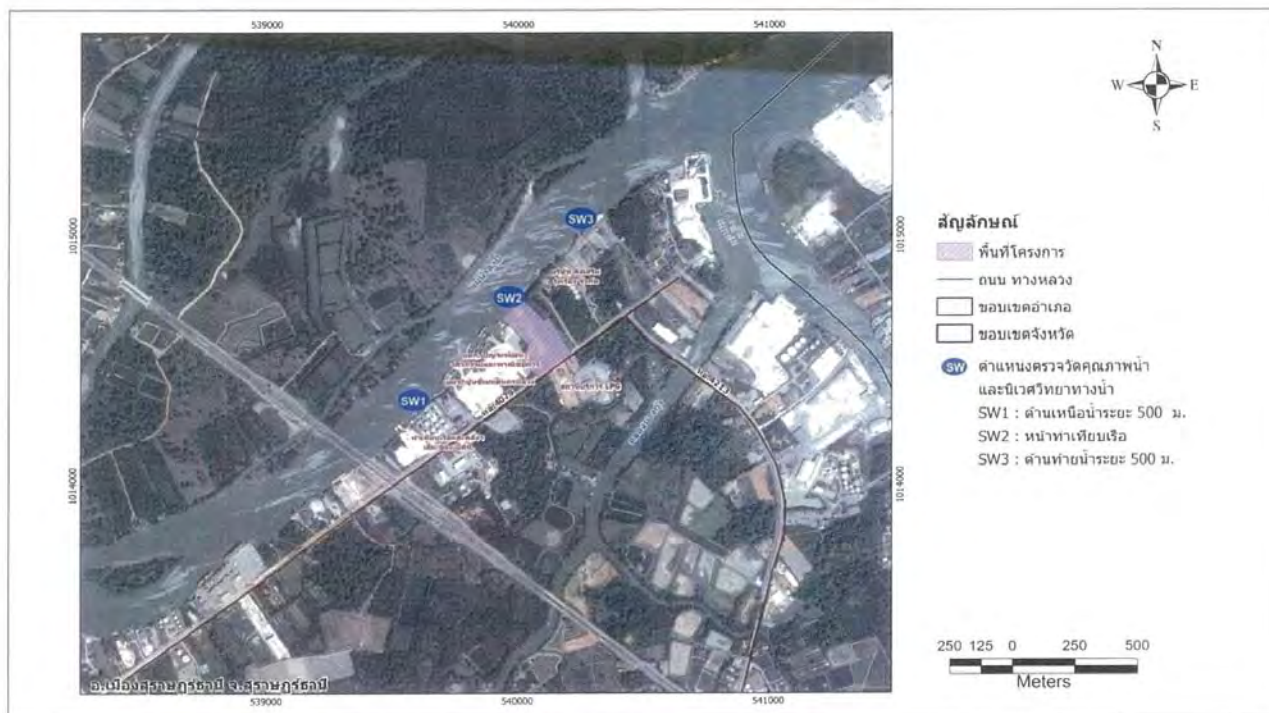 539000
540000
541000
N
W
E
S
1015000
1015000
1014000
1014000
SW3
SW2
SW1
สถานีบริการ LPG
อ.เมืองสุราษฎร์ธานี จ.สุราษฎร์ธานี
539000
540000
541000
สัญลักษณ์
พื้นที่โครงการ
ถนน ทางหลวง
ขอบเขตอำเภอ
ขอบเขตจังหวัด
SW ตำแหน่งตรวจวัดคุณภาพน้ำ
และนิเวศวิทยาทางน้ำ
SW1 : ด้านเหนือน้ำระยะ 500 ม.
SW2 : หน้าท่าเทียบเรือ
SW3 : ด้านท้ายน้ำระยะ 500 ม.
250 125 0 250 500
Meters